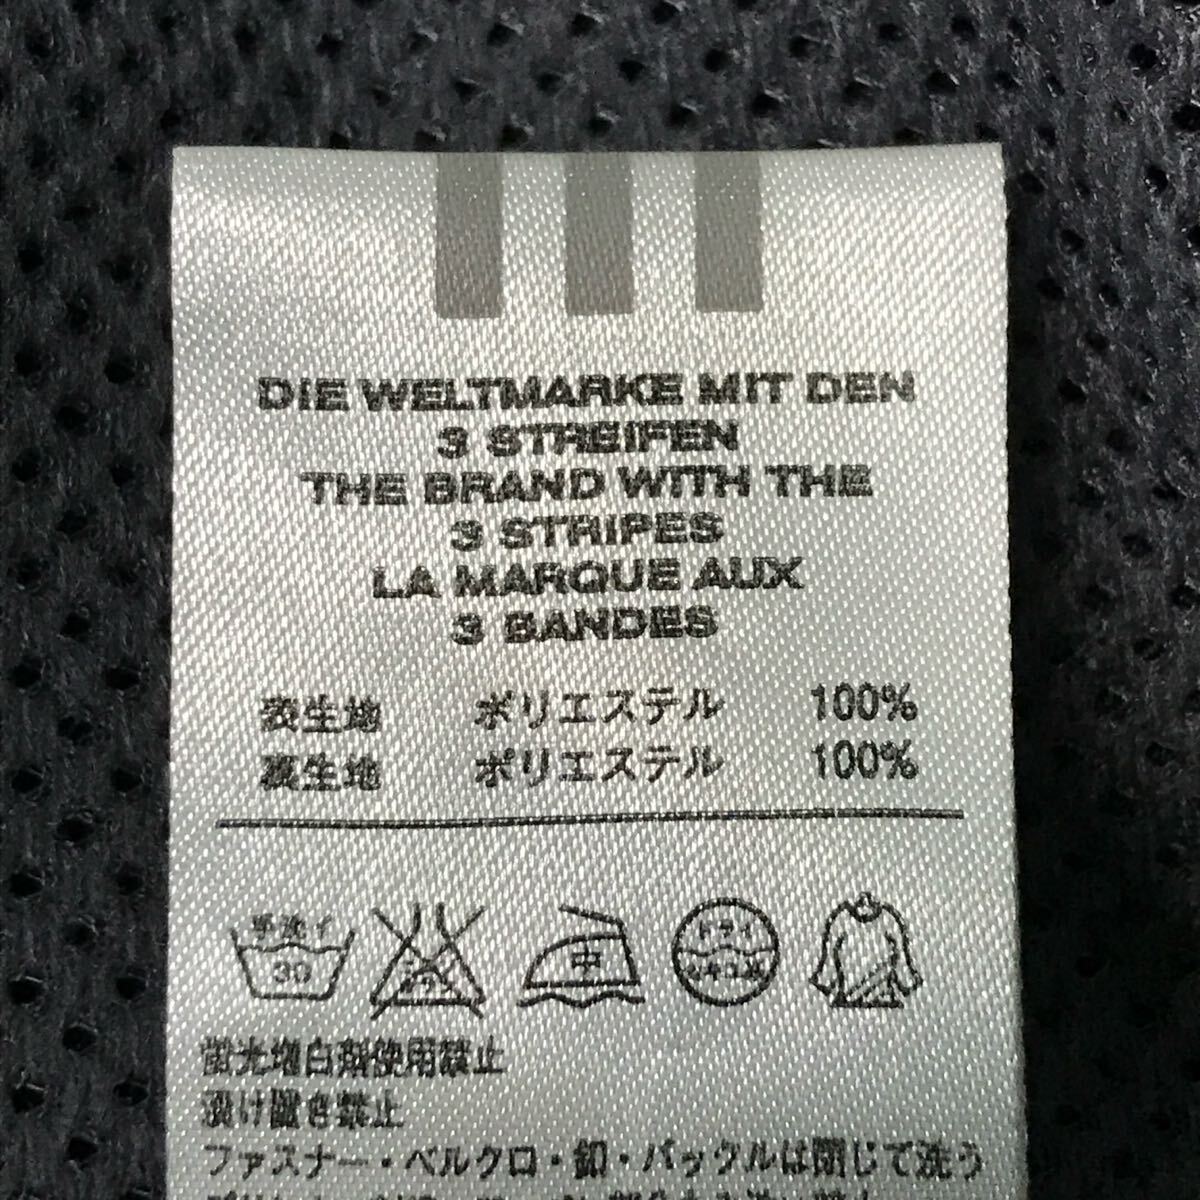 DIE WELTMARKE MIT DEN
3 STREIFEN
THE BRAND WITH THE
3 STRIPES
LA MARQUE AUX
3 BANDES
表生地 ポリエステル 100%
裏生地 ポリエステル 100%
手洗イ 30 中 ドライ セキユ系
蛍光増白剤使用禁止
漬け置き禁止
ファスナー・ベルクロ・釦・バックルは閉じて洗う